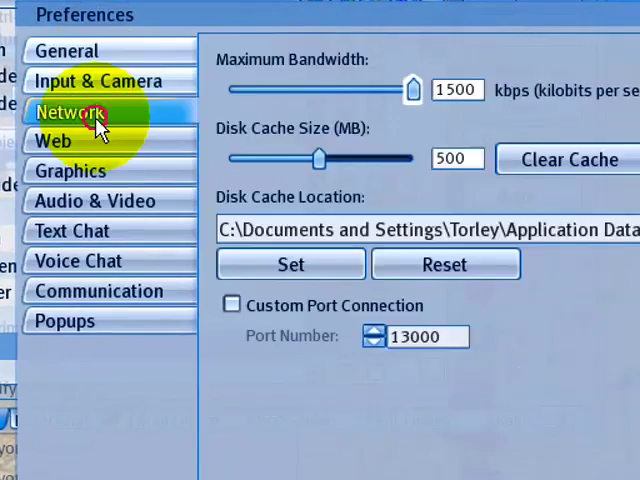 Preferences
General
Input & Camera
Network
Web
Graphics
Audio & Video
Text Chat
Voice Chat
Communication
Popups
Maximum Bandwidth:
1500 kbps (kilobits per se
Disk Cache Size (MB):
500 Clear Cache
Disk Cache Location:
C:\Documents and Settings\Torley\Application Data
Set Reset
Custom Port Connection
Port Number: 13000